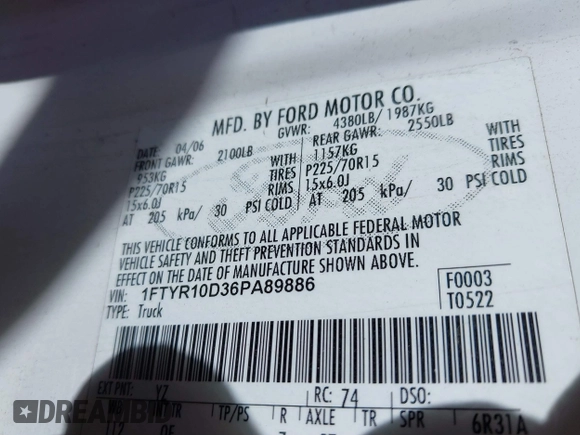 MFD. BY FORD MOTOR CO.
DATE 04/06 GVWR: 4380LB/ 1987KG
FRONT GAWR: 2100LB REAR GAWR: 2550LB
953KG WITH 1157KG WITH
P225/70R15 TIRES P225/70R15 TIRES
15x6.0J RIMS 15x6.0J RIMS
AT 205 kPa/ 30 PSI COLD AT 205 kPa/ 30 PSI COLD
THIS VEHICLE CONFORMS TO ALL APPLICABLE FEDERAL MOTOR
VEHICLE SAFETY AND THEFT PREVENTION STANDARDS IN
EFFECT ON THE DATE OF MANUFACTURE SHOWN ABOVE.
VIN: 1FTYR10D36PA89886 F0003
TYPE: Truck T0522
EXT PNT: YZ RC: 74 DSO:
TR TP/PS R AXLE TR SPR 6R31A
DREAMBID